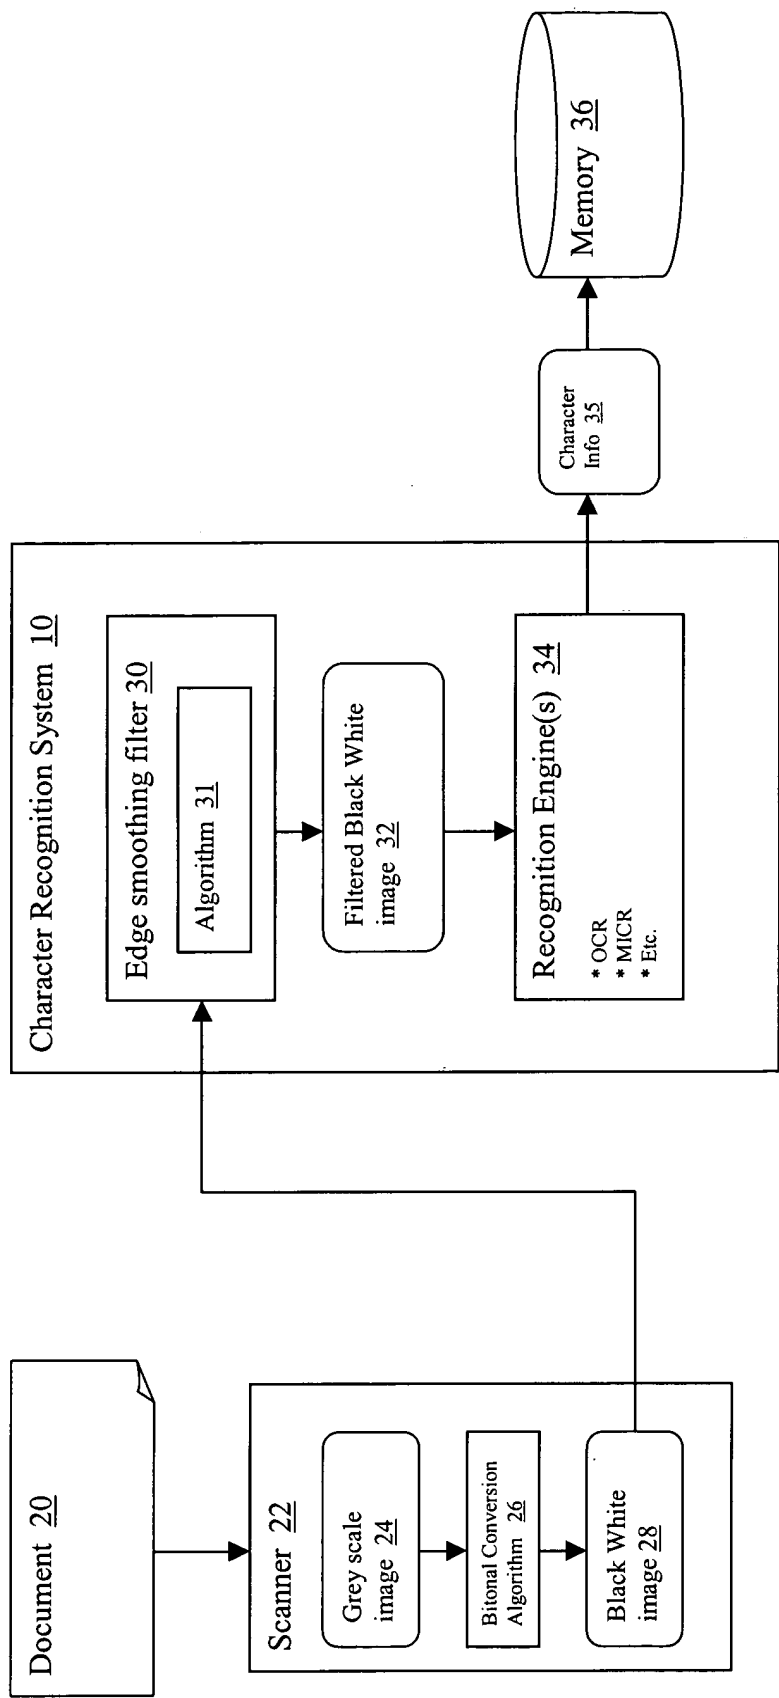 Document 20
Scanner 22
Grey scale
image 24
Bitonal Conversion
Algorithm 26
Black White
image 28
Character Recognition System 10
Edge smoothing filter 30
Algorithm 31
Filtered Black White
image 32
Recognition Engine(s) 34
* OCR
* MICR
* Etc.
Character
Info 35
Memory 36